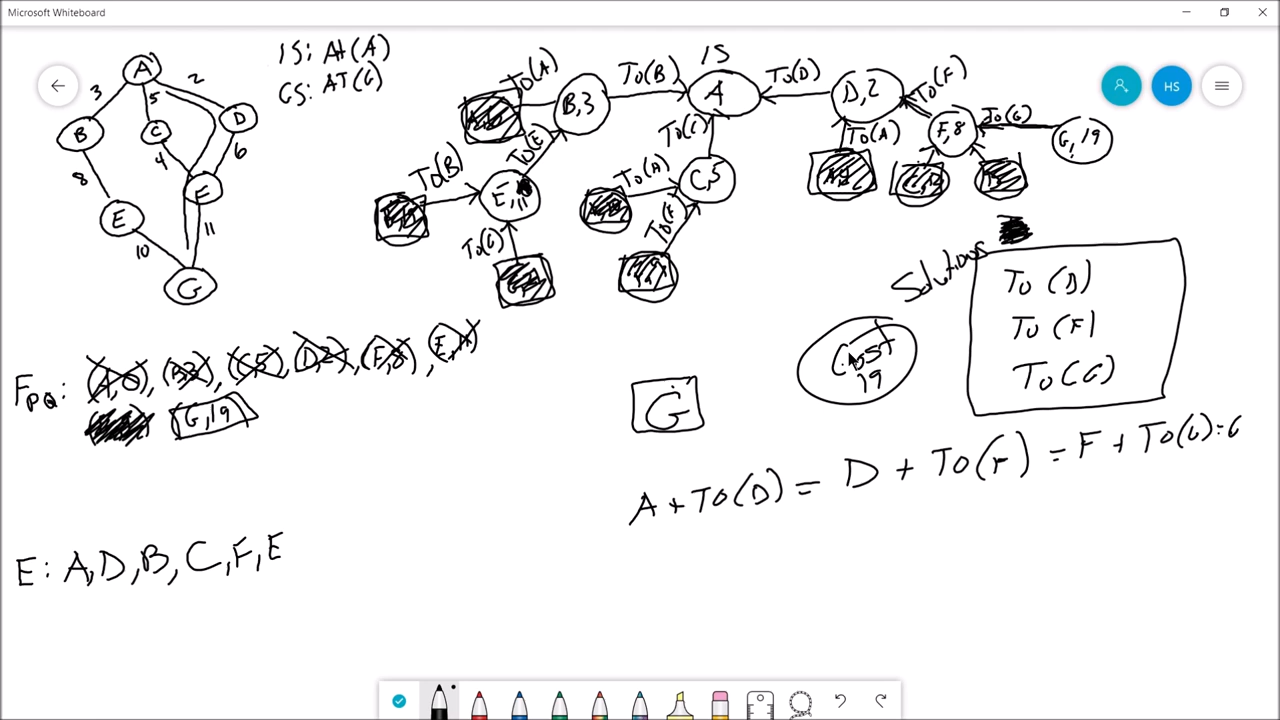 Microsoft Whiteboard
IS: At(A)
GS: AT(G)
A
3
5
2
B
C
D
4
6
8
E
F
11
10
G
IS
To(A)
To(B)
A
To(D)
D,2
To(F)
B,3
To(E)
To(C)
To(A)
F,8
To(G)
G,19
To(B)
E,11
To(A)
C,5
To(F)
To(G)
HS
Solutions
To (D)
To (F)
To (G)
Cost
19
F PQ: (A,0), (B,3), (C,5), (D,2), (F,8), (E,11)
G,19
G
A + To(D) = D + To(F) = F + To(G)=G
E: A,D,B,C,F,E